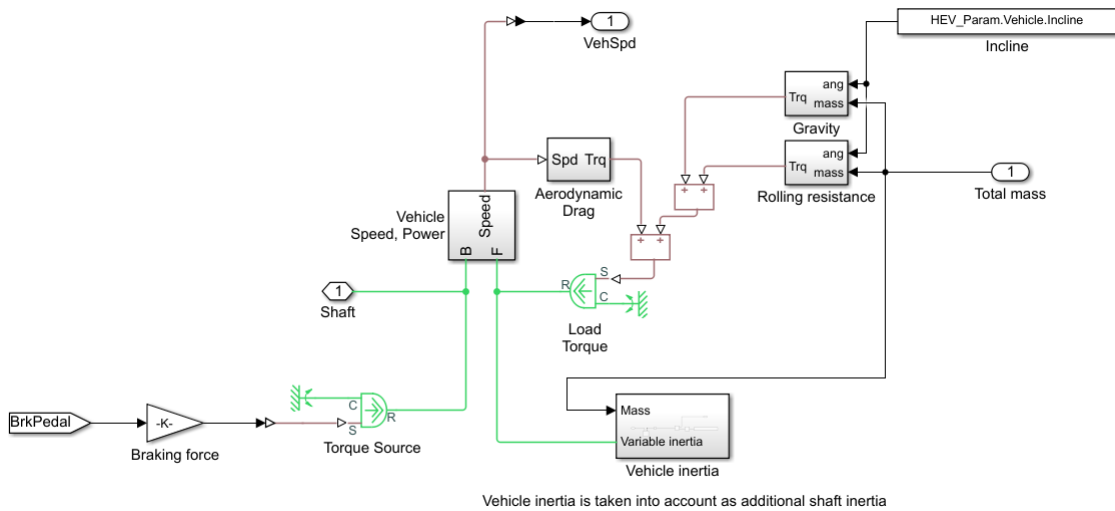 HEV_Param.Vehicle.Incline
Incline
1
VehSpd
ang
Trq
mass
Gravity
ang
Trq
mass
Rolling resistance
1
Total mass
Spd Trq
Aerodynamic
Drag
+ +
+ +
Vehicle
Speed, Power
Speed
B
F
1
Shaft
R
S
C
Load
Torque
BrkPedal
-K-
Braking force
C
S
R
Torque Source
Mass
Variable inertia
Vehicle inertia
Vehicle inertia is taken into account as additional shaft inertia